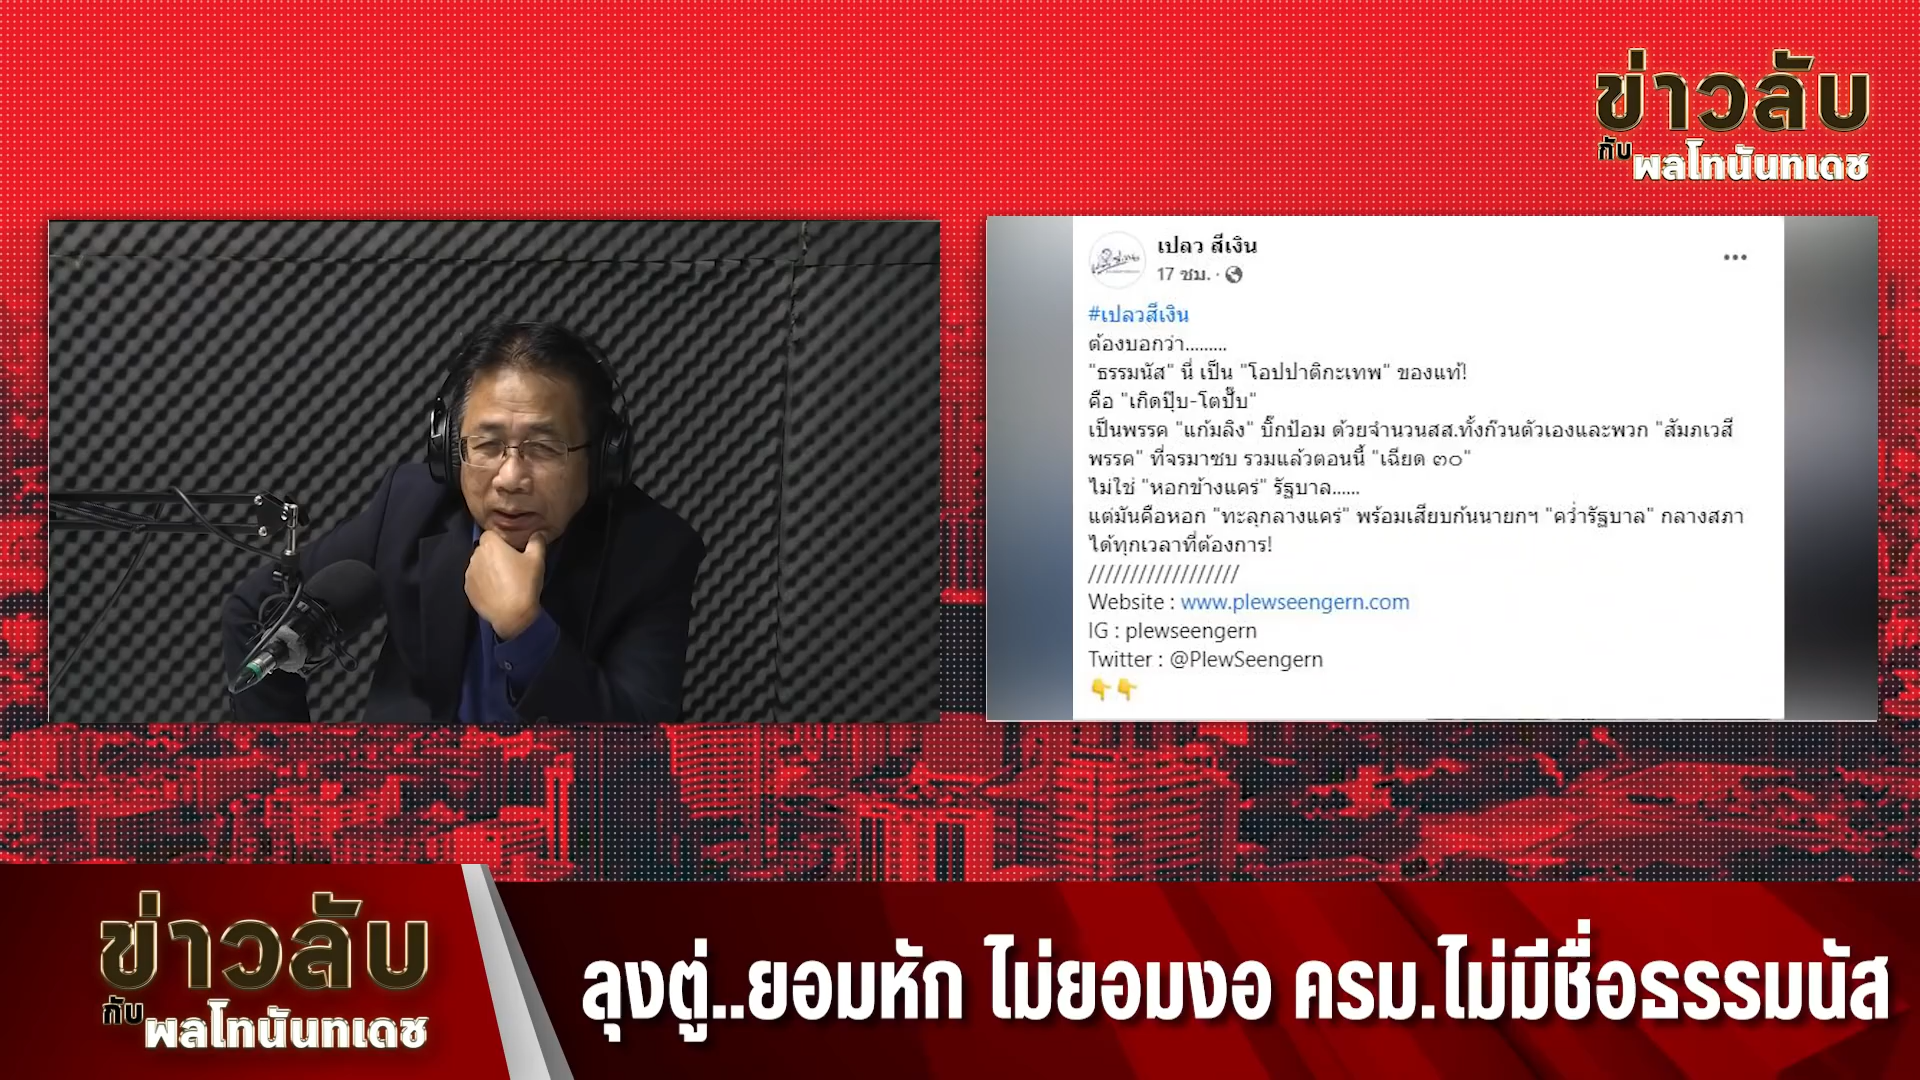 ข่าวลับ
กับ พลโทนันทเดช
เปลว สีเงิน
17 ชม.
#เปลวสีเงิน
ต้องบอกว่า.........
"ธรรมนัส" นี่ เป็น "โอปปาติกะเทพ" ของแท้!
คือ "เกิดปุ๊บ-โตปั๊บ"
เป็นพรรค "แก้มลิง" บิ๊กป้อม ด้วยจำนวนสส.ทั้งก๊วนตัวเองและพวก "สัมภเวสี
พรรค" ที่จรมาซบ รวมแล้วตอนนี้ "เฉียด ๓๐"
ไม่ใช่ "หอกข้างแคร่" รัฐบาล......
แต่มันคือหอก "ทะลุกลางแคร่" พร้อมเสียบก้นนายกฯ "คว่ำรัฐบาล" กลางสภา
ได้ทุกเวลาที่ต้องการ!
//////////////////
Website : www.plewseengern.com
IG : plewseengern
Twitter : @PlewSeengern
ข่าวลับ
กับ พลโทนันทเดช
ลุงตู่..ยอมหัก ไม่ยอมงอ ครม.ไม่มีชื่อธรรมนัส